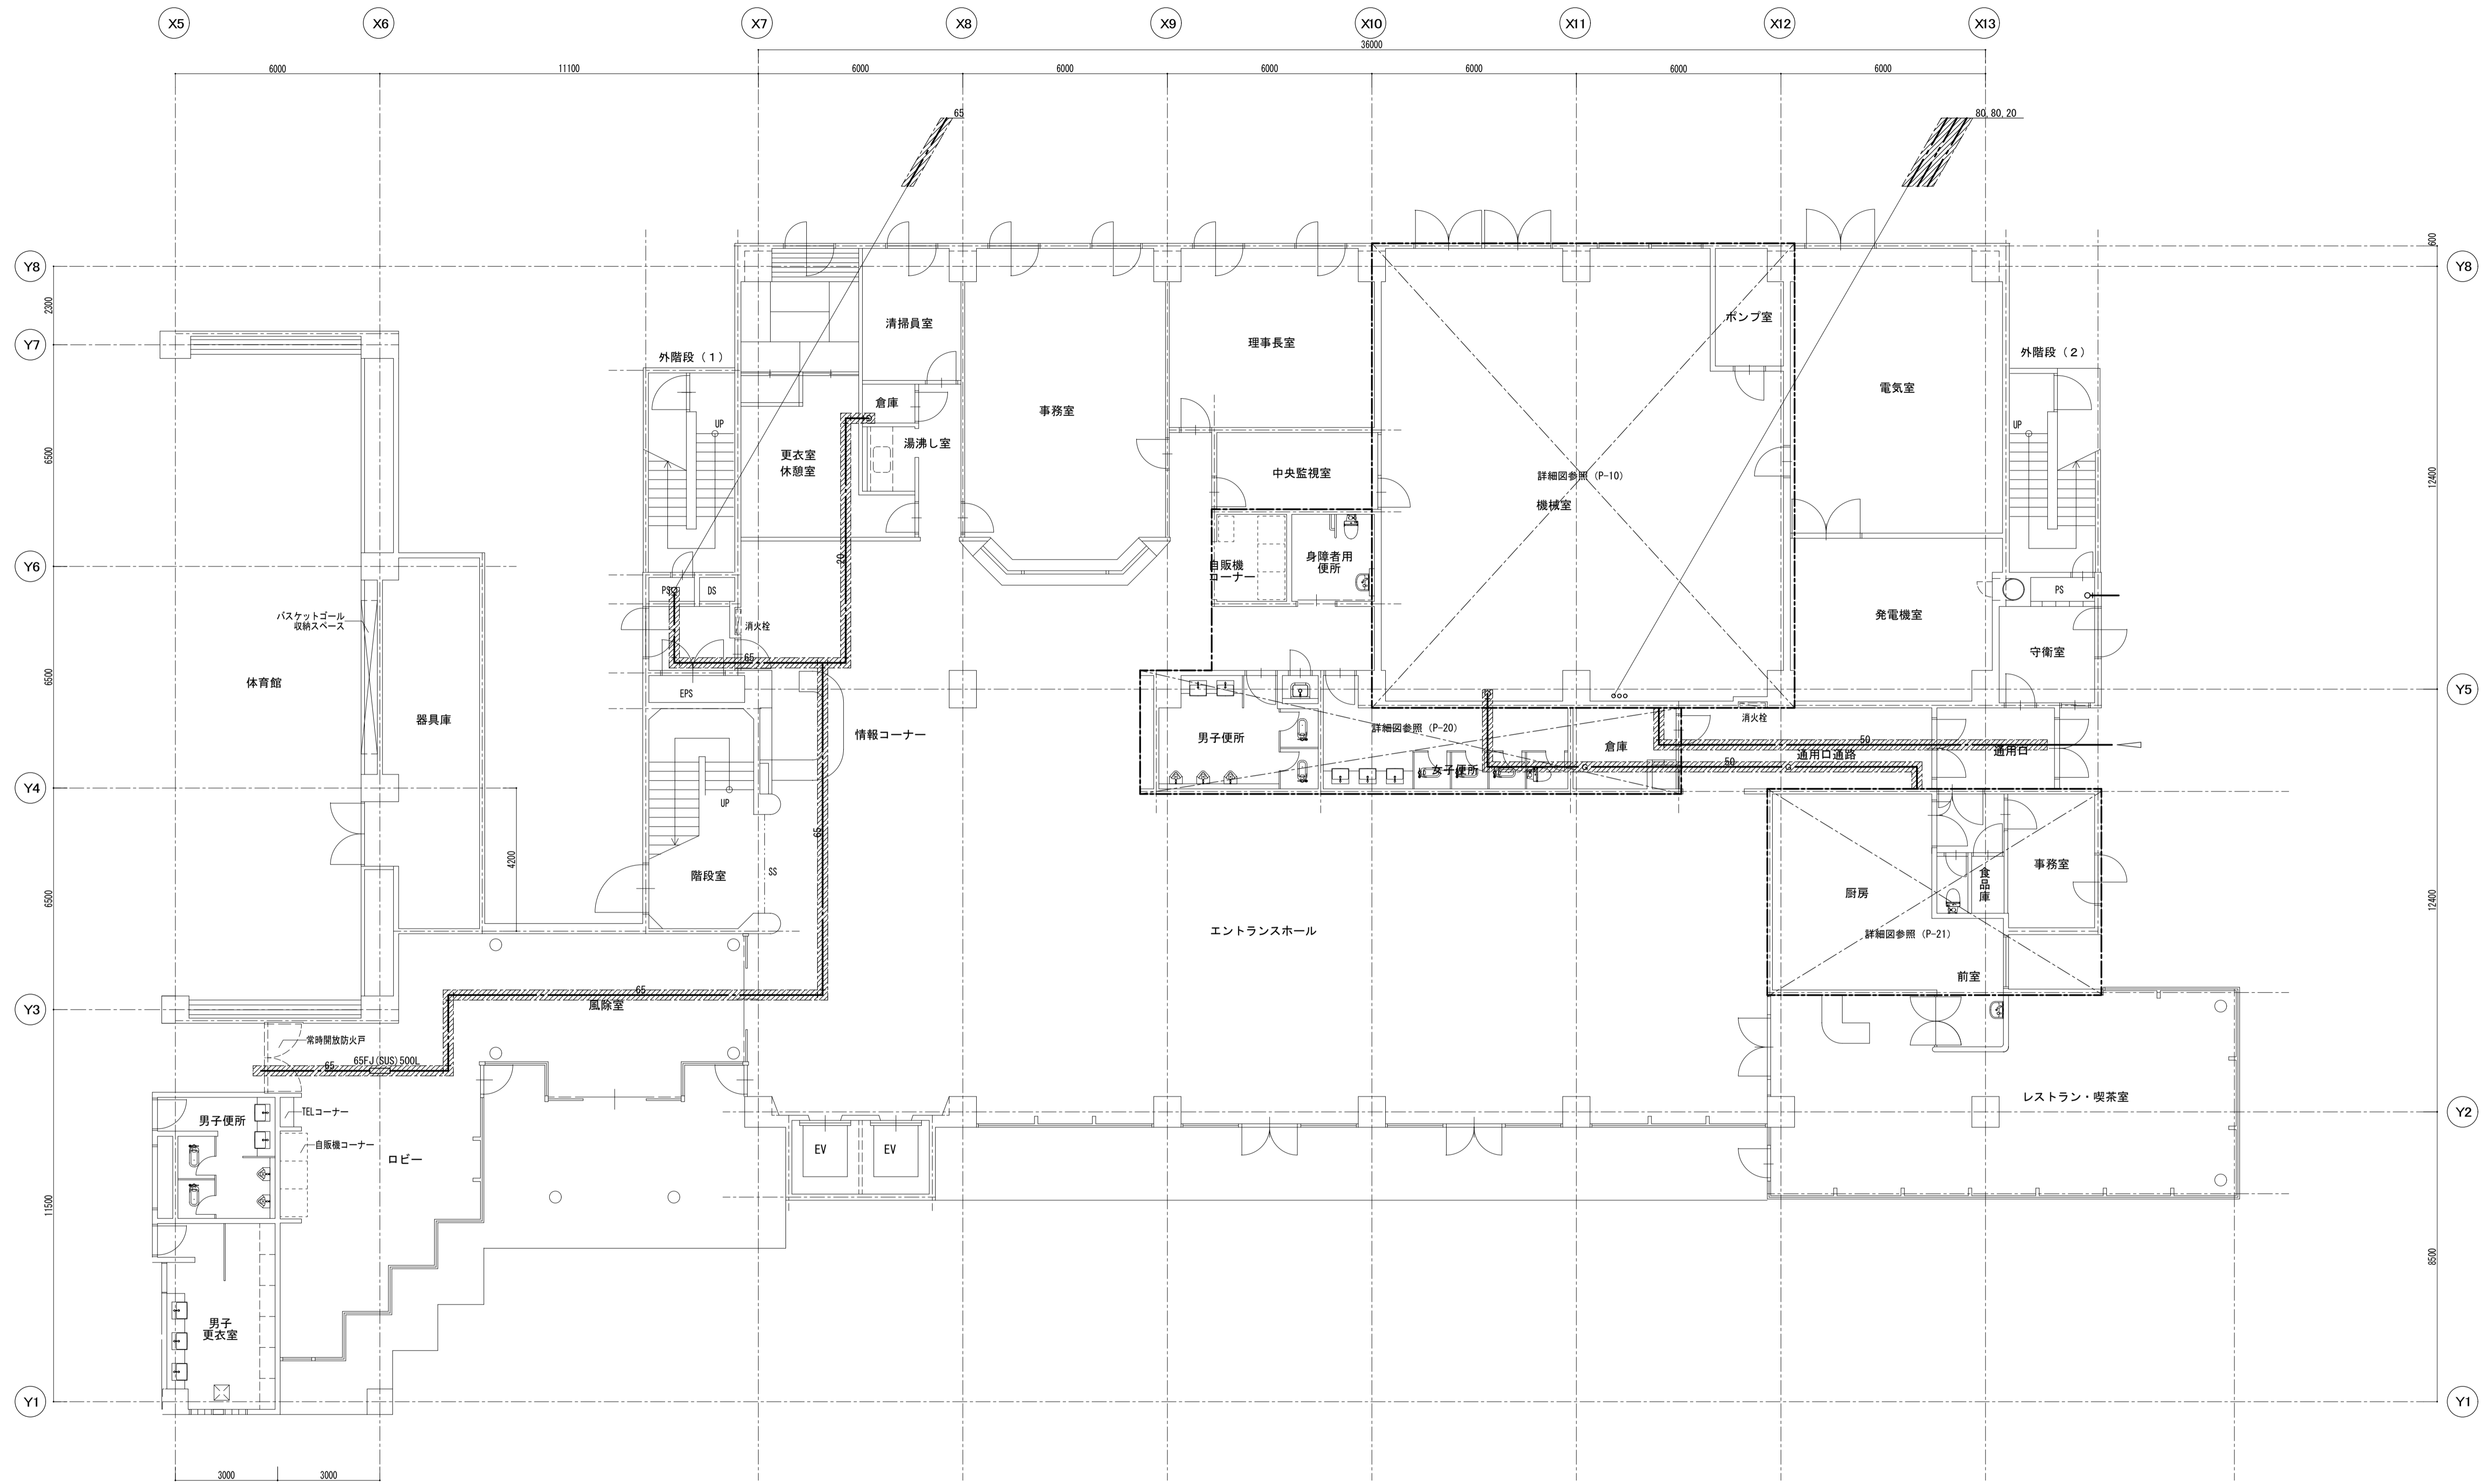 X5
X6
X7
X8
X9
X10
X11
X12
X13
36000
6000
11100
6000
6000
6000
6000
6000
6000
65
80, 80, 20
600
Y8
Y8
2300
Y7
清掃員室
理事長室
ポンプ室
外階段（１）
外階段（２）
電気室
倉庫
事務室
UP
UP
湯沸し室
6500
更衣室
休憩室
中央監視室
詳細図参照（P-10）
機械室
12400
20
身障者用
便所
自販機
コーナー
Y6
PS
DS
PS
バスケットゴール
収納スペース
消火栓
発電機室
65
守衛室
6500
体育館
EPS
Y5
器具庫
消火栓
情報コーナー
男子便所
詳細図参照（P-20）
倉庫
50
通用口通路
通用口
50
G
G
女子便所
Y4
UP
65
4200
階段室
SS
事務室
食品庫
厨房
6500
12400
エントランスホール
詳細図参照（P-21）
前室
65
風除室
Y3
常時開放防火戸
65FJ(SUS)500L
65
レストラン・喫茶室
TELコーナー
男子便所
Y2
自販機コーナー
ロビー
EV
EV
11500
8500
男子
更衣室
Y1
Y1
3000
3000